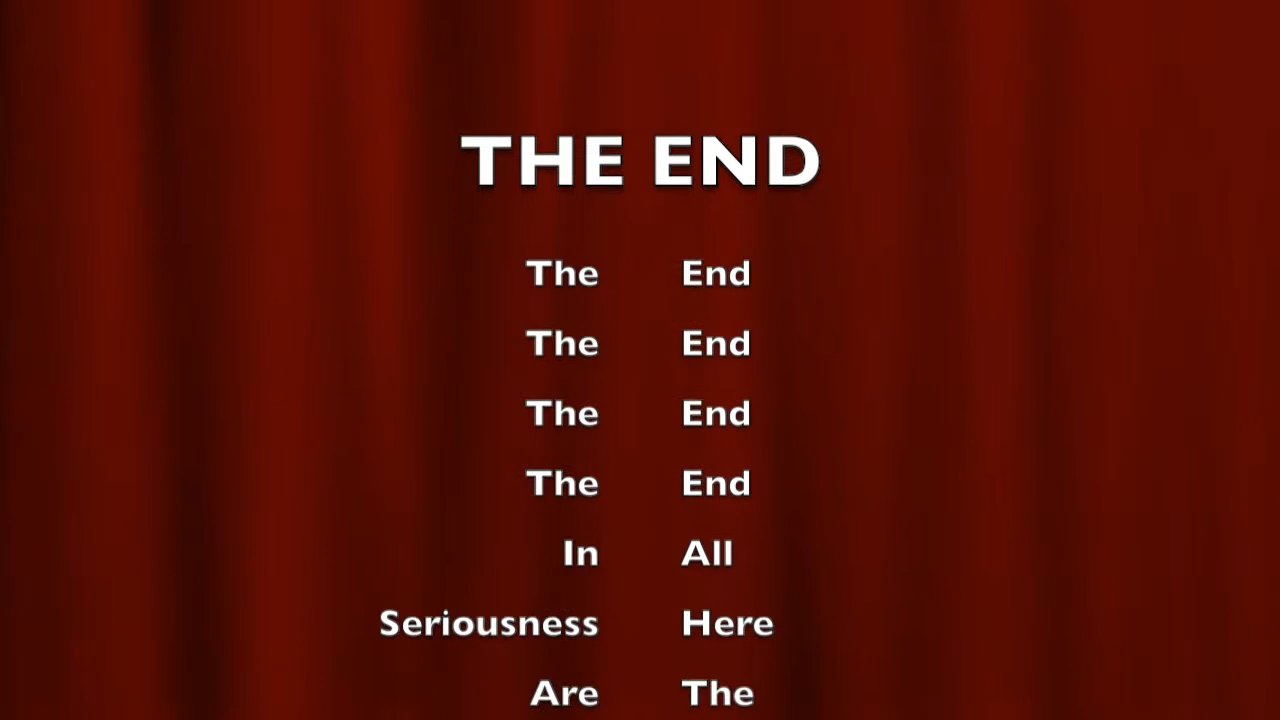 THE END
The End
The End
The End
The End
In All
Seriousness Here
Are The